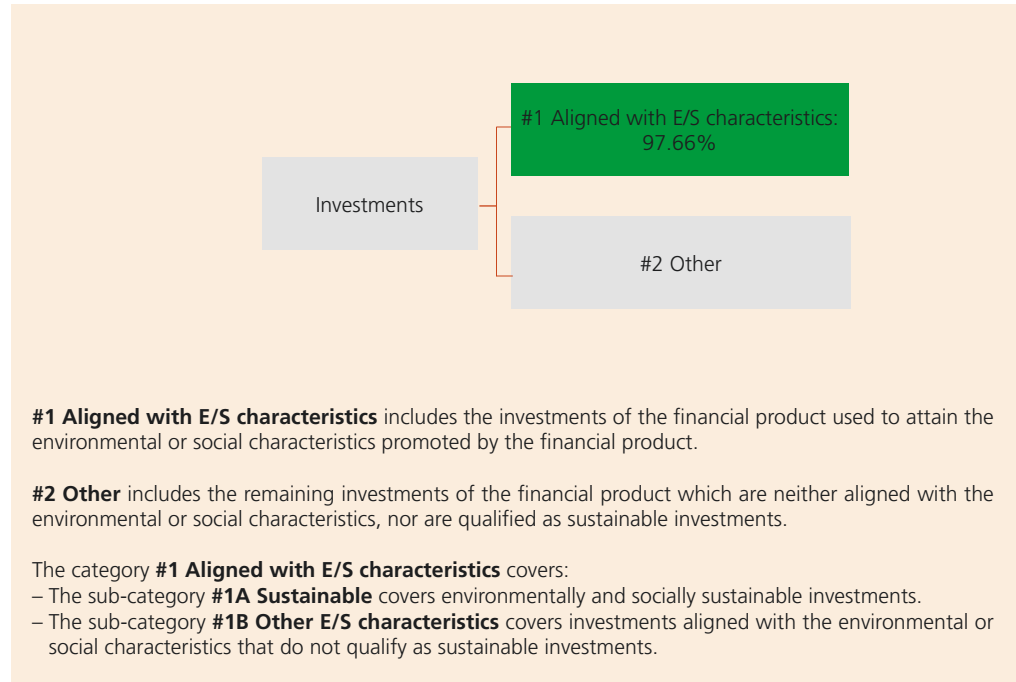 #1 Aligned with E/S characteristics:
97.66%
Investments
#2 Other
#1 Aligned with E/S characteristics includes the investments of the financial product used to attain the
environmental or social characteristics promoted by the financial product.
#2 Other includes the remaining investments of the financial product which are neither aligned with the
environmental or social characteristics, nor are qualified as sustainable investments.
The category #1 Aligned with E/S characteristics covers:
– The sub-category #1A Sustainable covers environmentally and socially sustainable investments.
– The sub-category #1B Other E/S characteristics covers investments aligned with the environmental or
social characteristics that do not qualify as sustainable investments.